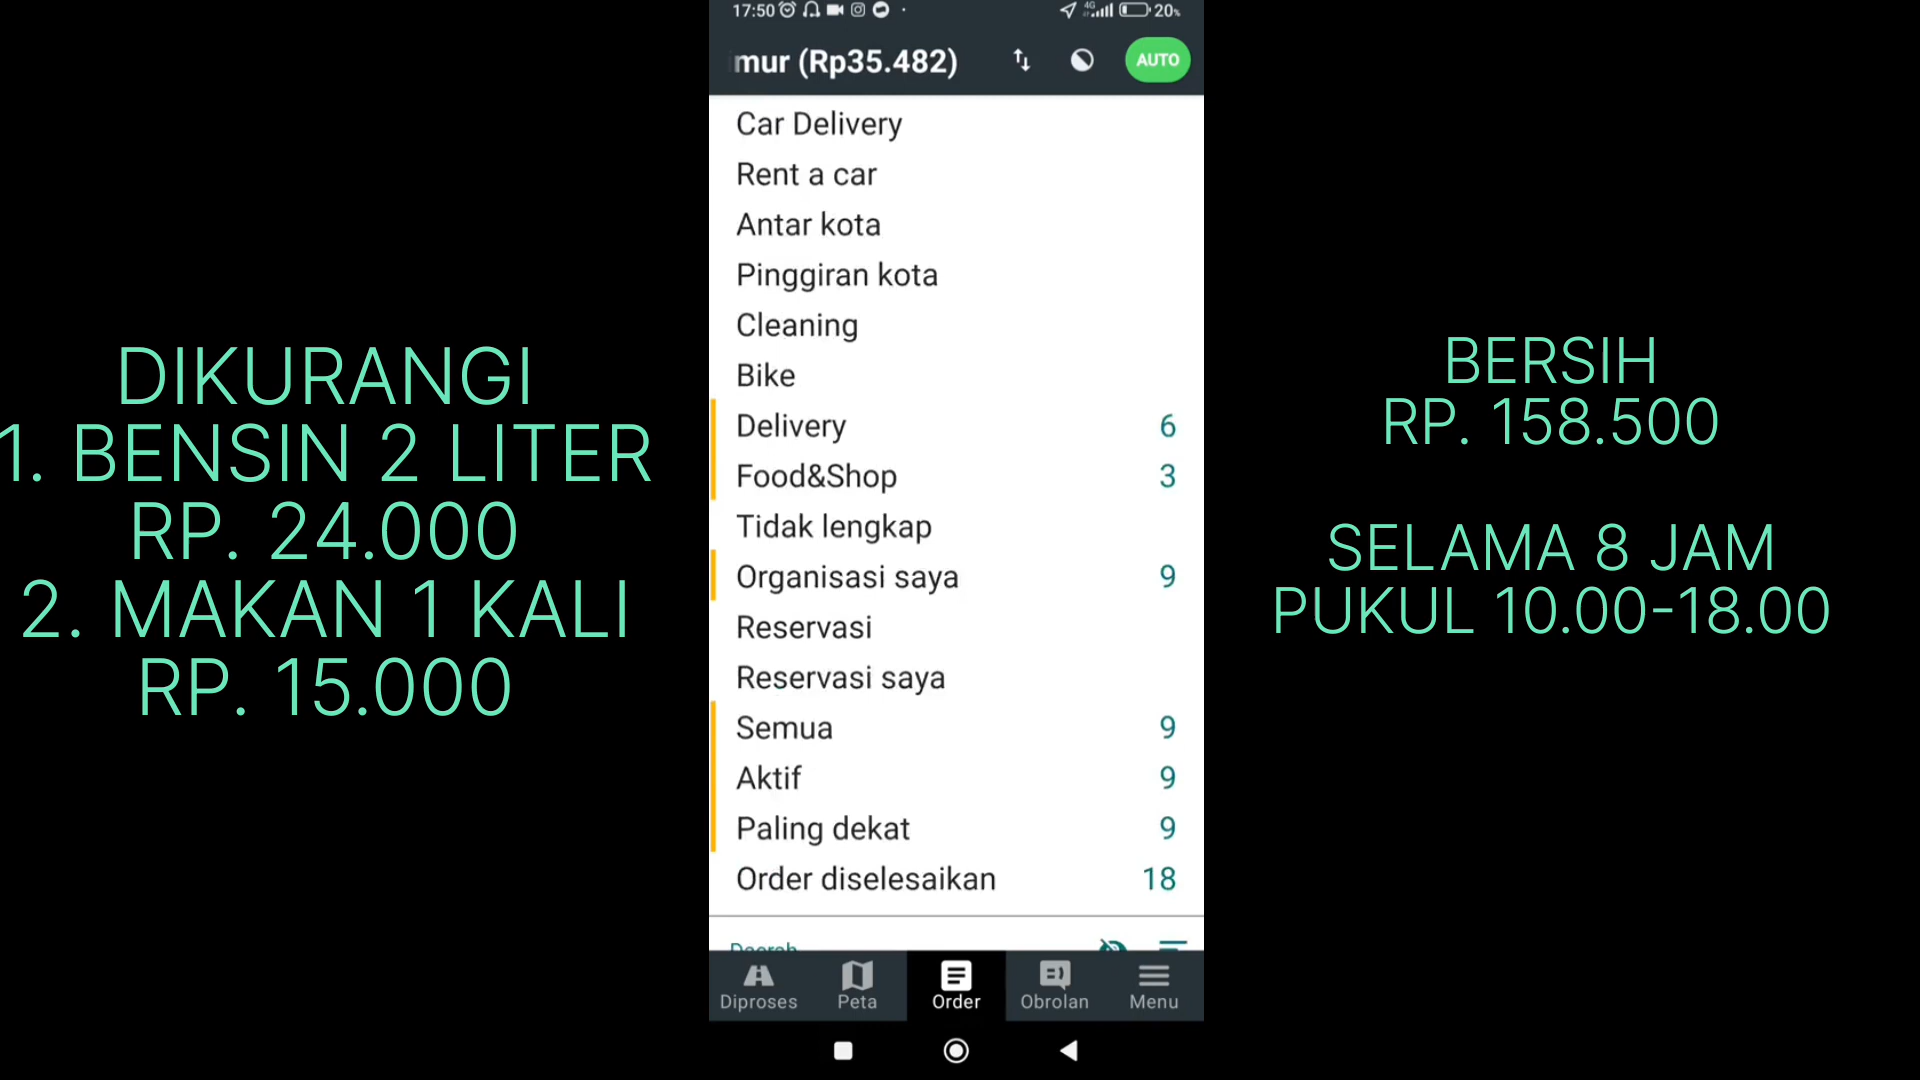 DIKURANGI
1. BENSIN 2 LITER
RP. 24.000
2. MAKAN 1 KALI
RP. 15.000
17:50 4G 20%
mur (Rp35.482) AUTO
Car Delivery
Rent a car
Antar kota
Pinggiran kota
Cleaning
Bike
Delivery 6
Food&Shop 3
Tidak lengkap
Organisasi saya 9
Reservasi
Reservasi saya
Semua 9
Aktif 9
Paling dekat 9
Order diselesaikan 18
Daerah
Diproses Peta Order Obrolan Menu
BERSIH
RP. 158.500
SELAMA 8 JAM
PUKUL 10.00-18.00